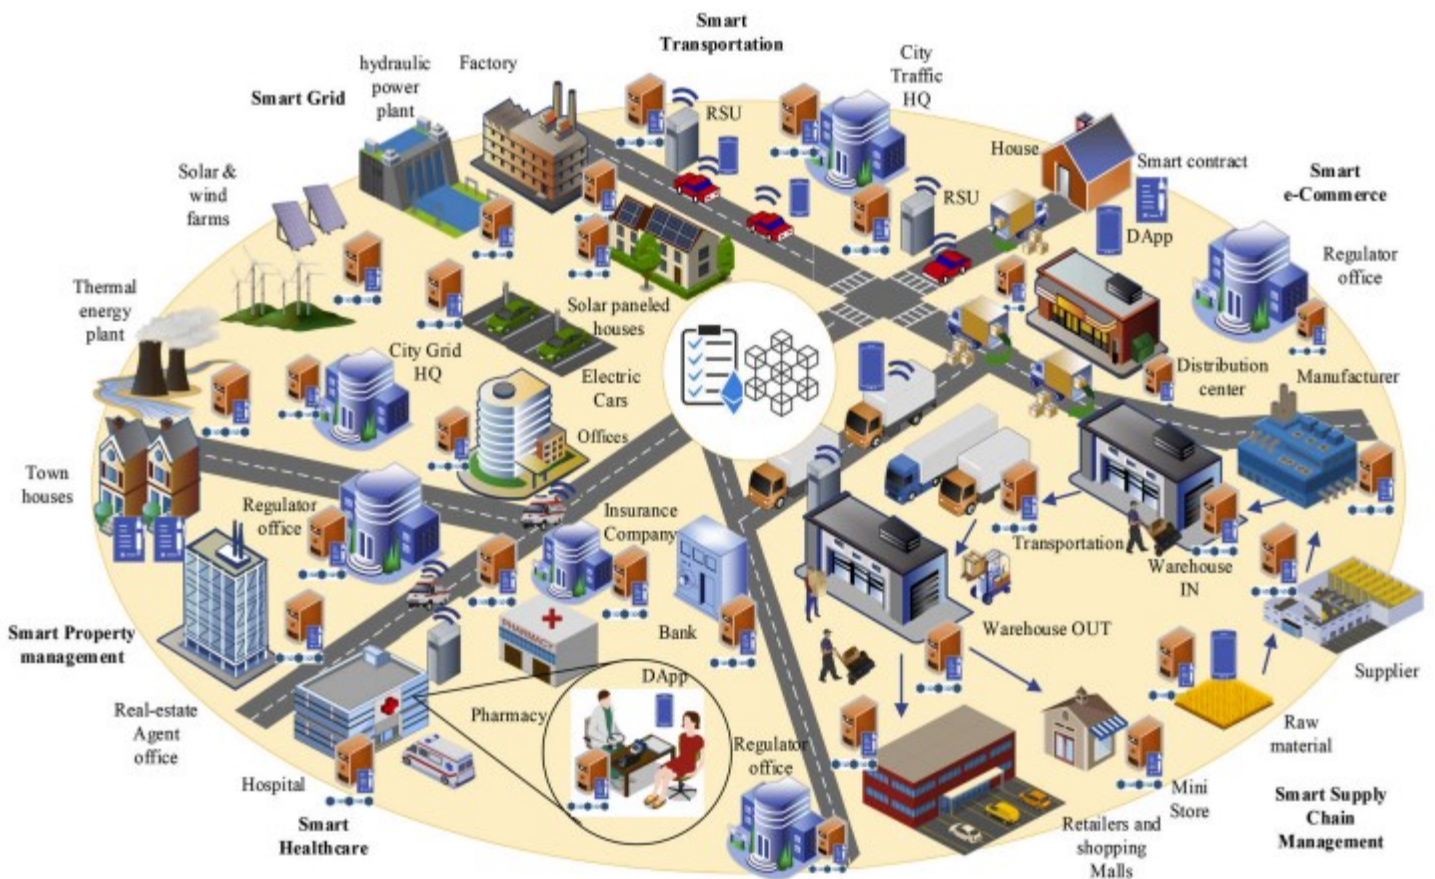 Smart
Transportation
City
Traffic
HQ
hydraulic
power
plant
Factory
Smart Grid
RSU
House
Smart contract
Smart
e-Commerce
Solar &
wind
farms
RSU
DApp
Regulator
office
Thermal
energy
plant
Solar paneled
houses
City Grid
HQ
Electric
Cars
Distribution
center
Manufacturer
Offices
Town
houses
Regulator
office
Insurance
Company
Transportation
Warehouse
IN
PHARMACY
Bank
Warehouse OUT
Smart Property
management
Supplier
DApp
Real-estate
Agent
office
Pharmacy
Regulator
office
Raw
material
Hospital
Mini
Store
Smart
Healthcare
Retailers and
shopping
Malls
Smart Supply
Chain
Management